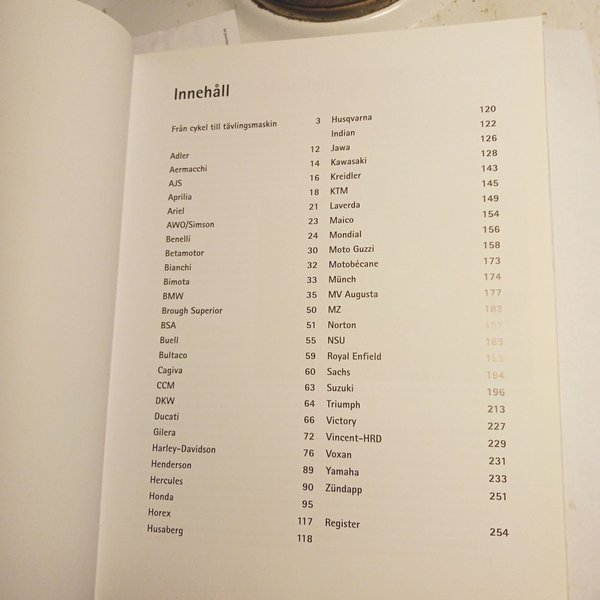 Innehåll
Från cykel till tävlingsmaskin 3
Adler 12
Aermacchi 14
AJS 16
Aprilia 18
Ariel 21
AWO/Simson 23
Benelli 24
Betamotor 30
Bianchi 32
Bimota 33
BMW 35
Brough Superior 50
BSA 51
Buell 55
Bultaco 59
Cagiva 60
CCM 63
DKW 64
Ducati 66
Gilera 72
Harley-Davidson 76
Henderson 89
Hercules 90
Honda 95
Horex 117
Husaberg 118
Husqvarna 120
Indian 122
Jawa 126
Kawasaki 128
Kreidler 143
KTM 145
Laverda 149
Maico 154
Mondial 156
Moto Guzzi 158
Motobécane 173
Münch 174
MV Augusta 177
MZ 183
Norton 187
NSU 189
Royal Enfield 193
Sachs 194
Suzuki 196
Triumph 213
Victory 227
Vincent-HRD 229
Voxan 231
Yamaha 233
Zündapp 251
Register 254